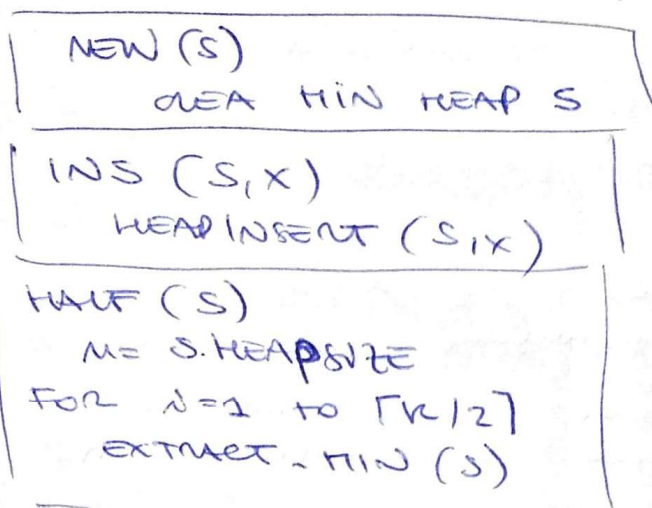 NEW (S)
CREA MIN HEAP S
INS (S, X)
HEAPINSERT (S, X)
HALF (S)
M= S.HEAPSIZE
FOR i=1 to ⌈K/2⌉
EXTRACT-MIN (S)